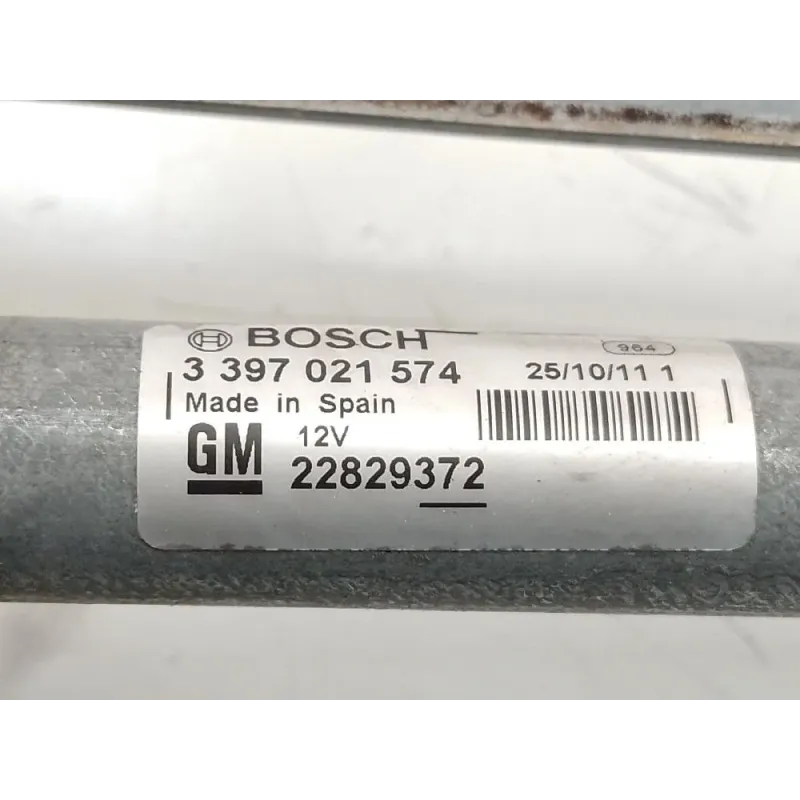 BOSCH
964
3 397 021 574
25/10/11 1
Made in Spain
12V
GM
22829372